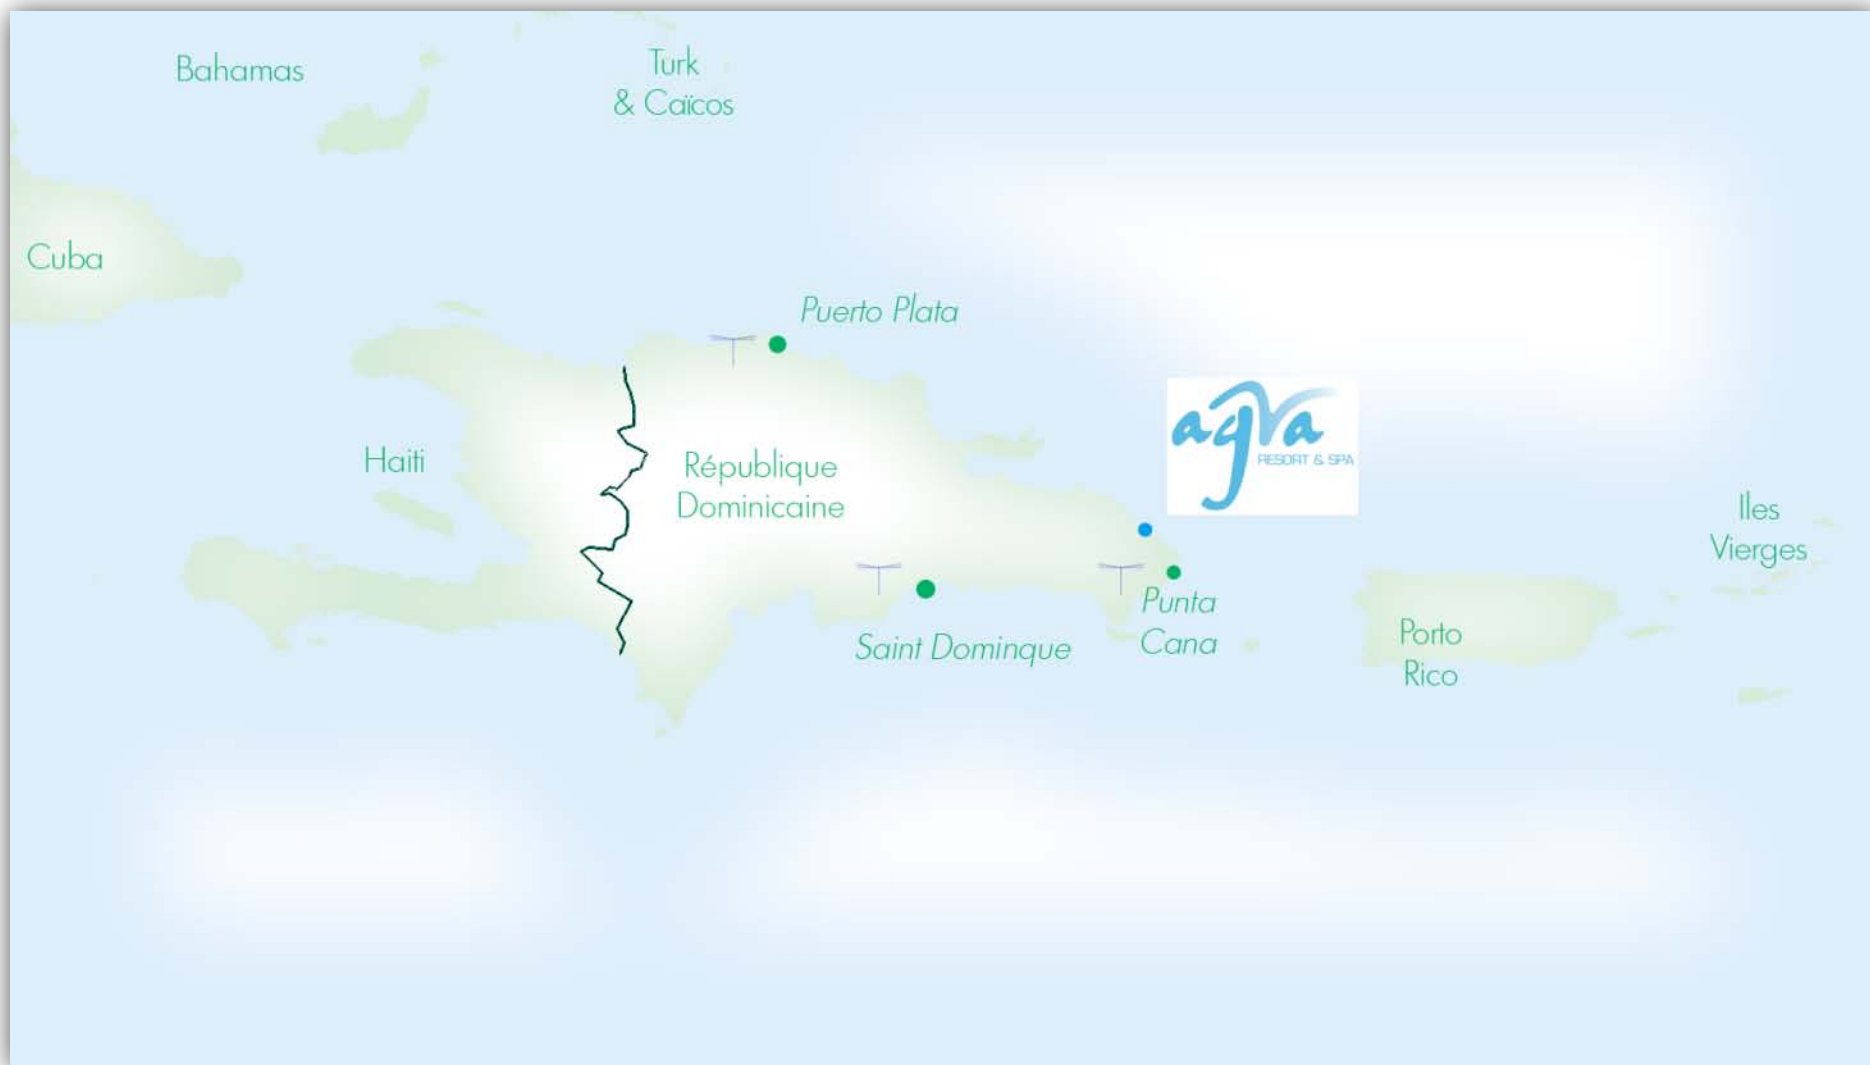 Bahamas
Turk
& Caïcos
Cuba
Puerto Plata
aqva
RESORT & SPA
Haiti
République
Dominicaine
Iles
Vierges
Punta
Cana
Saint Dominque
Porto
Rico